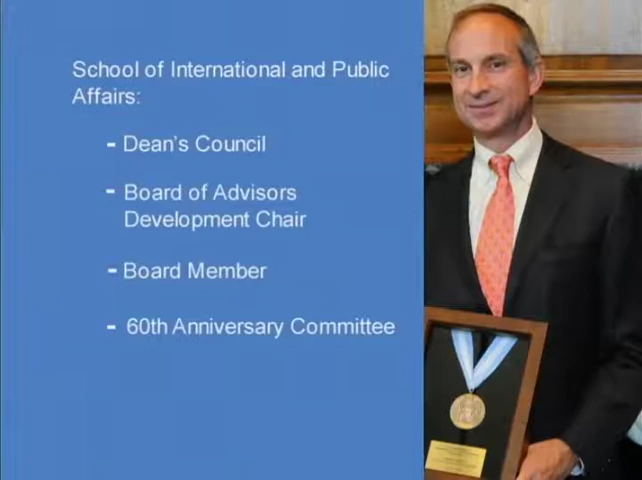 School of International and Public
Affairs:
- Dean's Council
- Board of Advisors
Development Chair
- Board Member
- 60th Anniversary Committee